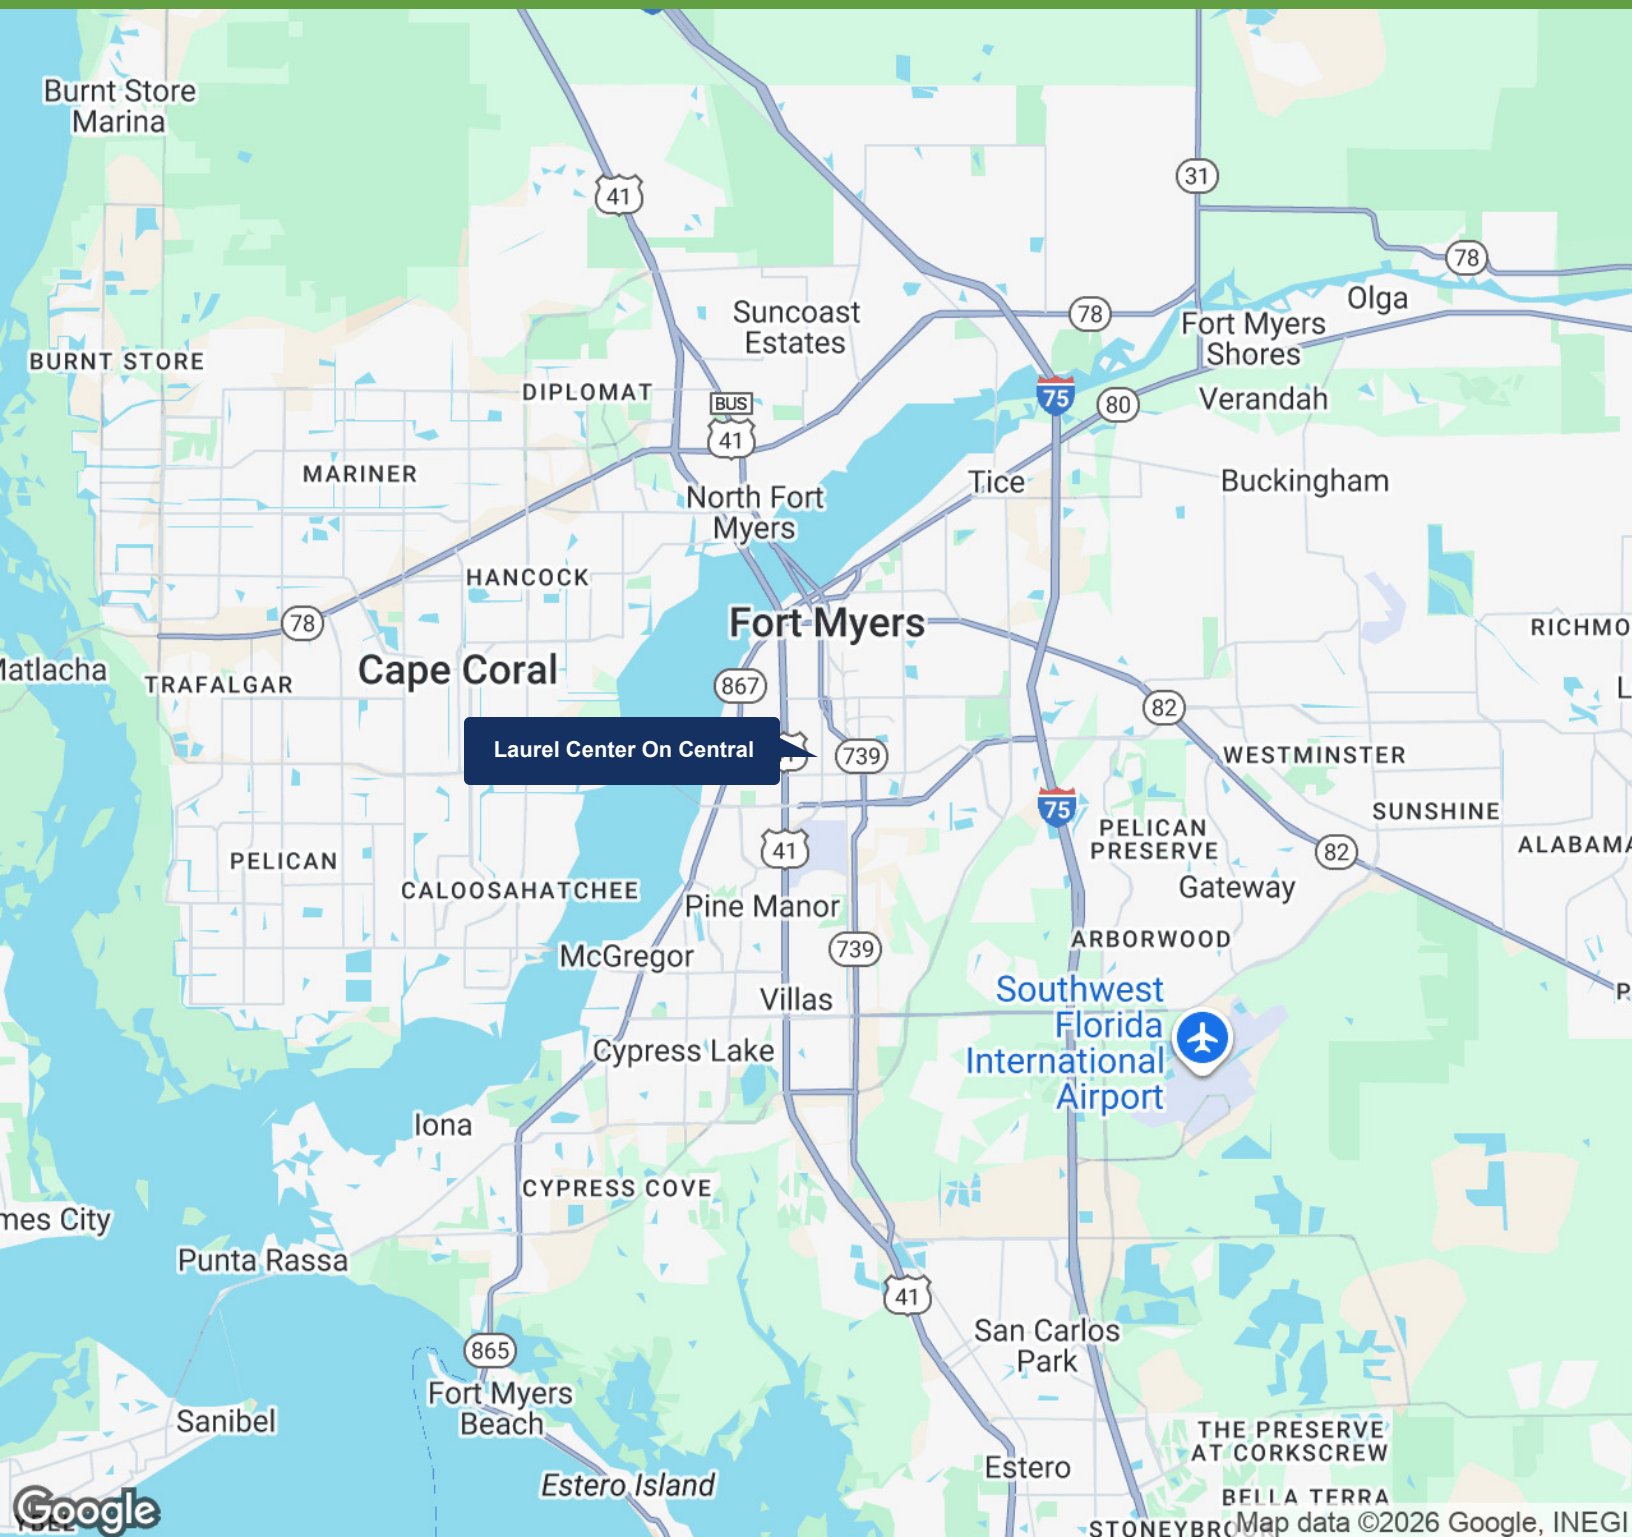 Burnt Store
Marina
41
31
78
Olga
Suncoast
Estates
78
Fort Myers
Shores
BURNT STORE
DIPLOMAT
BUS
41
75
80
Verandah
MARINER
Tice
Buckingham
North Fort
Myers
HANCOCK
78
Fort Myers
RICHMO
Matlacha
TRAFALGAR
Cape Coral
867
82
Laurel Center On Central
739
WESTMINSTER
75
SUNSHINE
PELICAN
PRESERVE
41
82
ALABAMA
PELICAN
CALOOSAHATCHEE
Gateway
Pine Manor
ARBORWOOD
McGregor
739
Villas
Southwest
Florida
International
Airport
Cypress Lake
Iona
CYPRESS COVE
mes City
Punta Rassa
41
San Carlos
Park
865
Fort Myers
Beach
Sanibel
THE PRESERVE
AT CORKSCREW
Estero
Estero Island
BELLA TERRA
Google
STONEYBRO
Map data ©2026 Google, INEGI